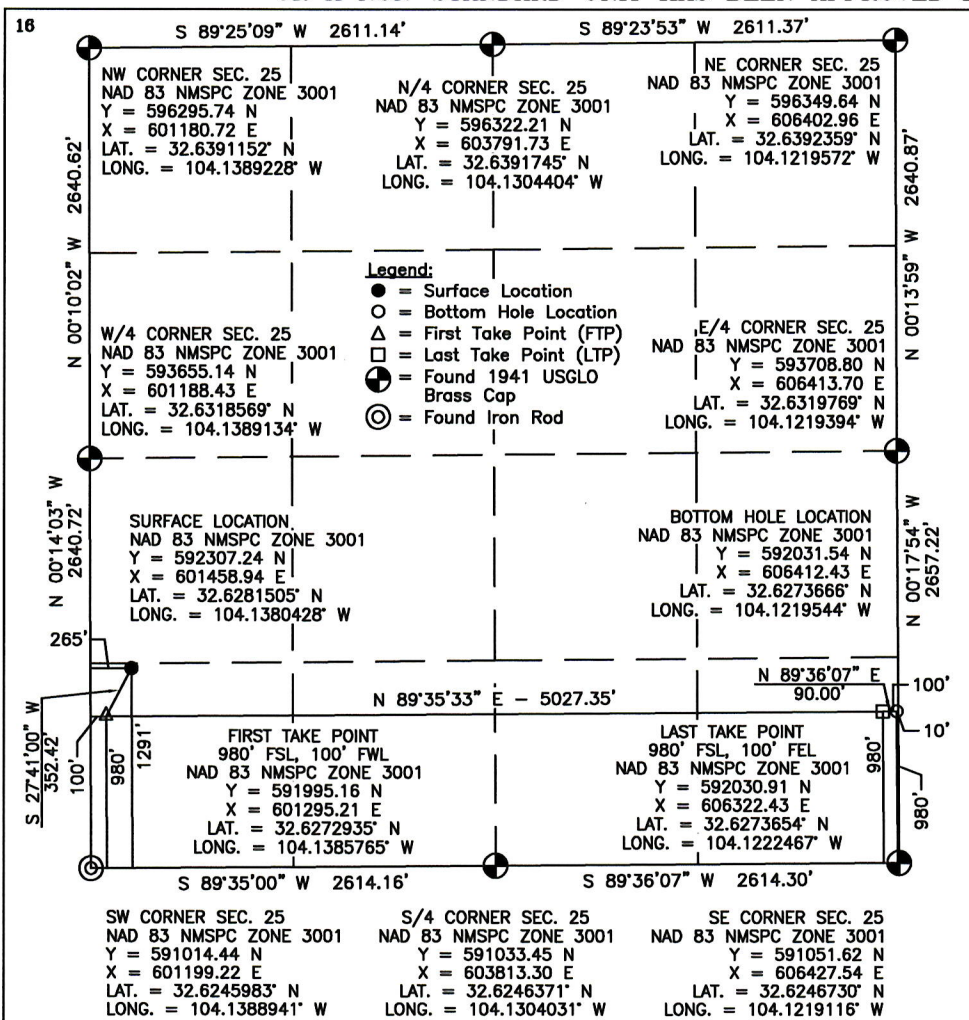 16
S 89°25'09" W 2611.14'
S 89°23'53" W 2611.37'
NW CORNER SEC. 25
NAD 83 NMSPC ZONE 3001
Y = 596295.74 N
X = 601180.72 E
LAT. = 32.6391152° N
LONG. = 104.1389228° W
N/4 CORNER SEC. 25
NAD 83 NMSPC ZONE 3001
Y = 596322.21 N
X = 603791.73 E
LAT. = 32.6391745° N
LONG. = 104.1304404° W
NE CORNER SEC. 25
NAD 83 NMSPC ZONE 3001
Y = 596349.64 N
X = 606402.96 E
LAT. = 32.6392359° N
LONG. = 104.1219572° W
N 00°10'02" W 2640.62'
N 00°13'59" W 2640.87'
Legend:
= Surface Location
= Bottom Hole Location
= First Take Point (FTP)
= Last Take Point (LTP)
= Found 1941 USGLO
Brass Cap
= Found Iron Rod
W/4 CORNER SEC. 25
NAD 83 NMSPC ZONE 3001
Y = 593655.14 N
X = 601188.43 E
LAT. = 32.6318569° N
LONG. = 104.1389134° W
E/4 CORNER SEC. 25
NAD 83 NMSPC ZONE 3001
Y = 593708.80 N
X = 606413.70 E
LAT. = 32.6319769° N
LONG. = 104.1219394° W
N 00°14'03" W
2640.72'
N 00°17'54" W
2657.22'
SURFACE LOCATION
NAD 83 NMSPC ZONE 3001
Y = 592307.24 N
X = 601458.94 E
LAT. = 32.6281505° N
LONG. = 104.1380428° W
BOTTOM HOLE LOCATION
NAD 83 NMSPC ZONE 3001
Y = 592031.54 N
X = 606412.43 E
LAT. = 32.6273666° N
LONG. = 104.1219544° W
265'
S 27°41'00" W
352.42'
100'
980'
1291'
N 89°35'33" E – 5027.35'
N 89°36'07" E
90.00'
100'
10'
980'
980'
FIRST TAKE POINT
980' FSL, 100' FWL
NAD 83 NMSPC ZONE 3001
Y = 591995.16 N
X = 601295.21 E
LAT. = 32.6272935° N
LONG. = 104.1385765° W
LAST TAKE POINT
980' FSL, 100' FEL
NAD 83 NMSPC ZONE 3001
Y = 592030.91 N
X = 606322.43 E
LAT. = 32.6273654° N
LONG. = 104.1222467° W
S 89°35'00" W 2614.16'
S 89°36'07" W 2614.30'
SW CORNER SEC. 25
NAD 83 NMSPC ZONE 3001
Y = 591014.44 N
X = 601199.22 E
LAT. = 32.6245983° N
LONG. = 104.1388941° W
S/4 CORNER SEC. 25
NAD 83 NMSPC ZONE 3001
Y = 591033.45 N
X = 603813.30 E
LAT. = 32.6246371° N
LONG. = 104.1304031° W
SE CORNER SEC. 25
NAD 83 NMSPC ZONE 3001
Y = 591051.62 N
X = 606427.54 E
LAT. = 32.6246730° N
LONG. = 104.1219116° W